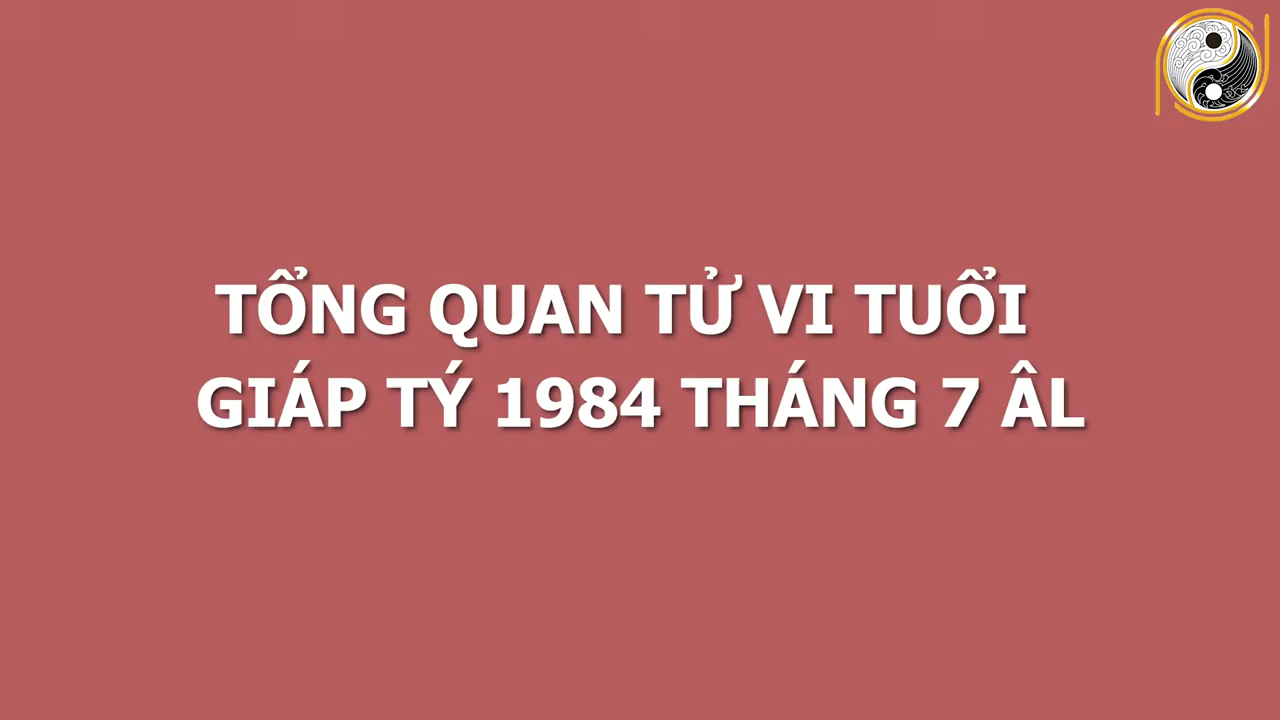 TỔNG QUAN TỬ VI TUỔI
GIÁP TÝ 1984 THÁNG 7 ÂL